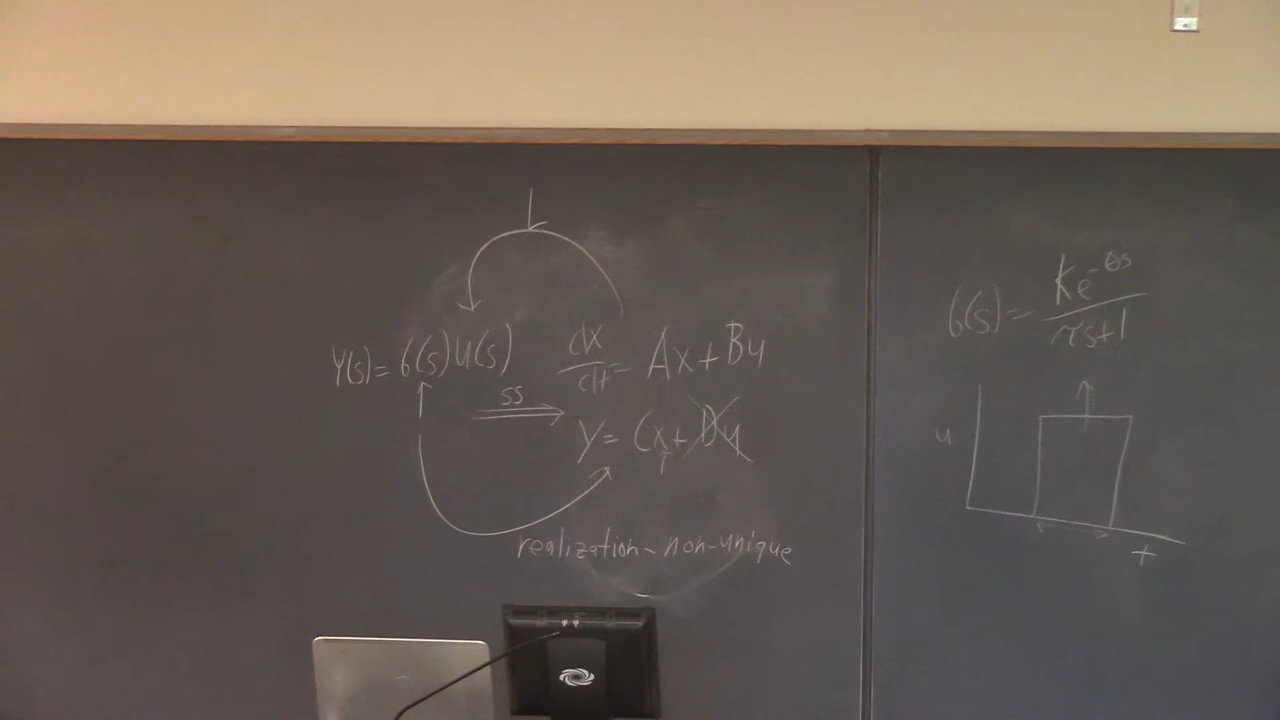 L
Y(s) = G(s)U(s)
dx/dt = Ax + Bu
ss
y = Cx + Du
realization - non-unique
G(s) = Ke^-θs / τs+1
u
t